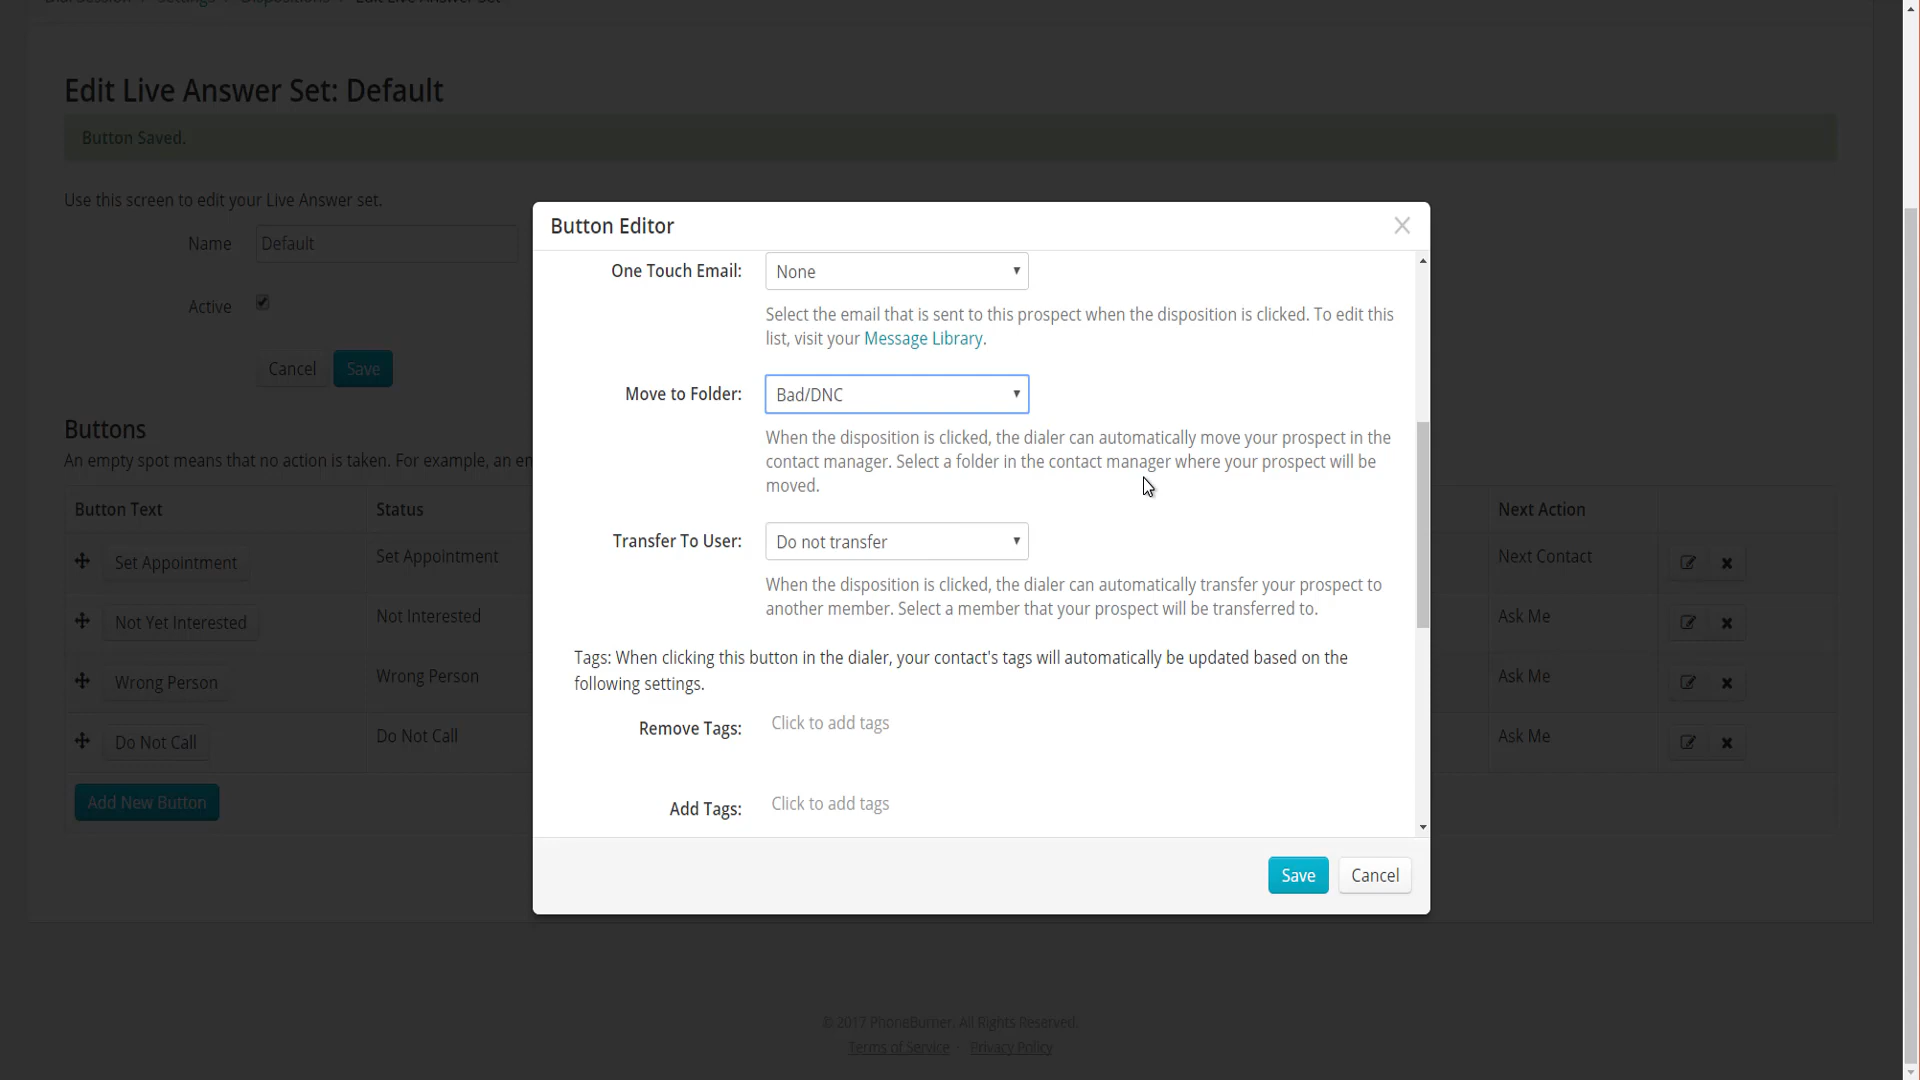 Trial Session / Settings / Dispositions / Edit Live Answer Set
Edit Live Answer Set: Default
Button Saved.
Use this screen to edit your Live Answer set.
Name Default
Active
Cancel Save
Buttons
An empty spot means that no action is taken. For example, an en
Button Text Status Next Action
Set Appointment Set Appointment Next Contact
Not Yet Interested Not Interested Ask Me
Wrong Person Wrong Person Ask Me
Do Not Call Do Not Call Ask Me
Add New Button
Button Editor
One Touch Email: None
Select the email that is sent to this prospect when the disposition is clicked. To edit this
list, visit your Message Library.
Move to Folder: Bad/DNC
When the disposition is clicked, the dialer can automatically move your prospect in the
contact manager. Select a folder in the contact manager where your prospect will be
moved.
Transfer To User: Do not transfer
When the disposition is clicked, the dialer can automatically transfer your prospect to
another member. Select a member that your prospect will be transferred to.
Tags: When clicking this button in the dialer, your contact's tags will automatically be updated based on the
following settings.
Remove Tags: Click to add tags
Add Tags: Click to add tags
Save Cancel
© 2017 PhoneBurner. All Rights Reserved.
Terms of Service · Privacy Policy